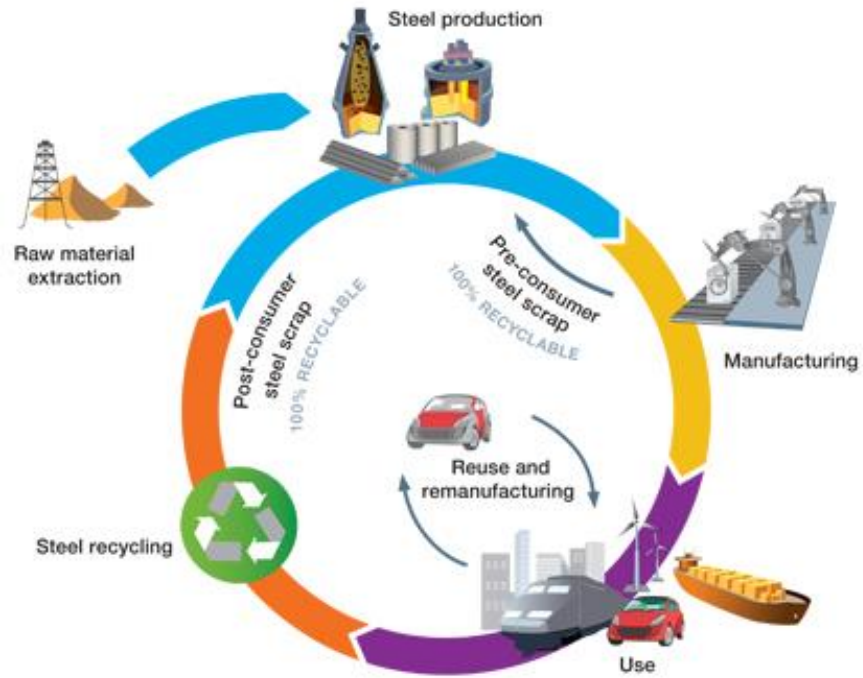 Steel production
Raw material
extraction
Pre-consumer
steel scrap
100% RECYCLABLE
Post-consumer
steel scrap
100% RECYCLABLE
Manufacturing
Reuse and
remanufacturing
Steel recycling
Use